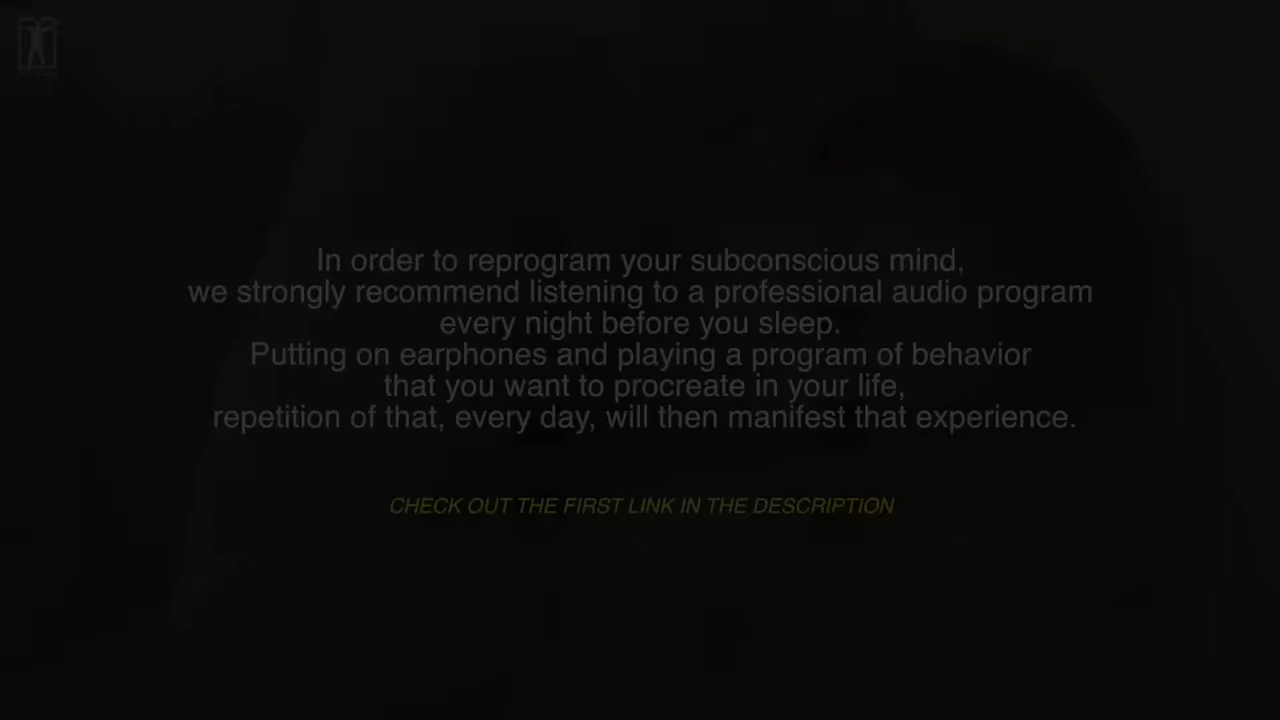 In order to reprogram your subconscious mind,
we strongly recommend listening to a professional audio program
every night before you sleep.
Putting on earphones and playing a program of behavior
that you want to procreate in your life,
repetition of that, every day, will then manifest that experience.
CHECK OUT THE FIRST LINK IN THE DESCRIPTION